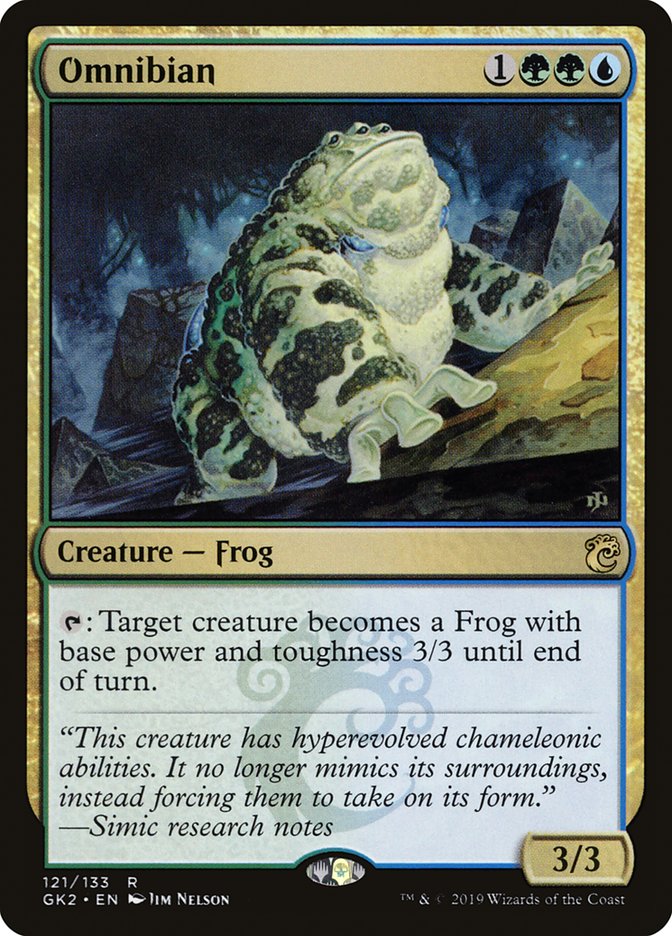 Omnibian 1
Creature — Frog
: Target creature becomes a Frog with
base power and toughness 3/3 until end
of turn.
“This creature has hyperevolved chameleonic
abilities. It no longer mimics its surroundings,
instead forcing them to take on its form.”
—Simic research notes
3/3
121/133 R
GK2 • EN Jim Nelson
™ & © 2019 Wizards of the Coast